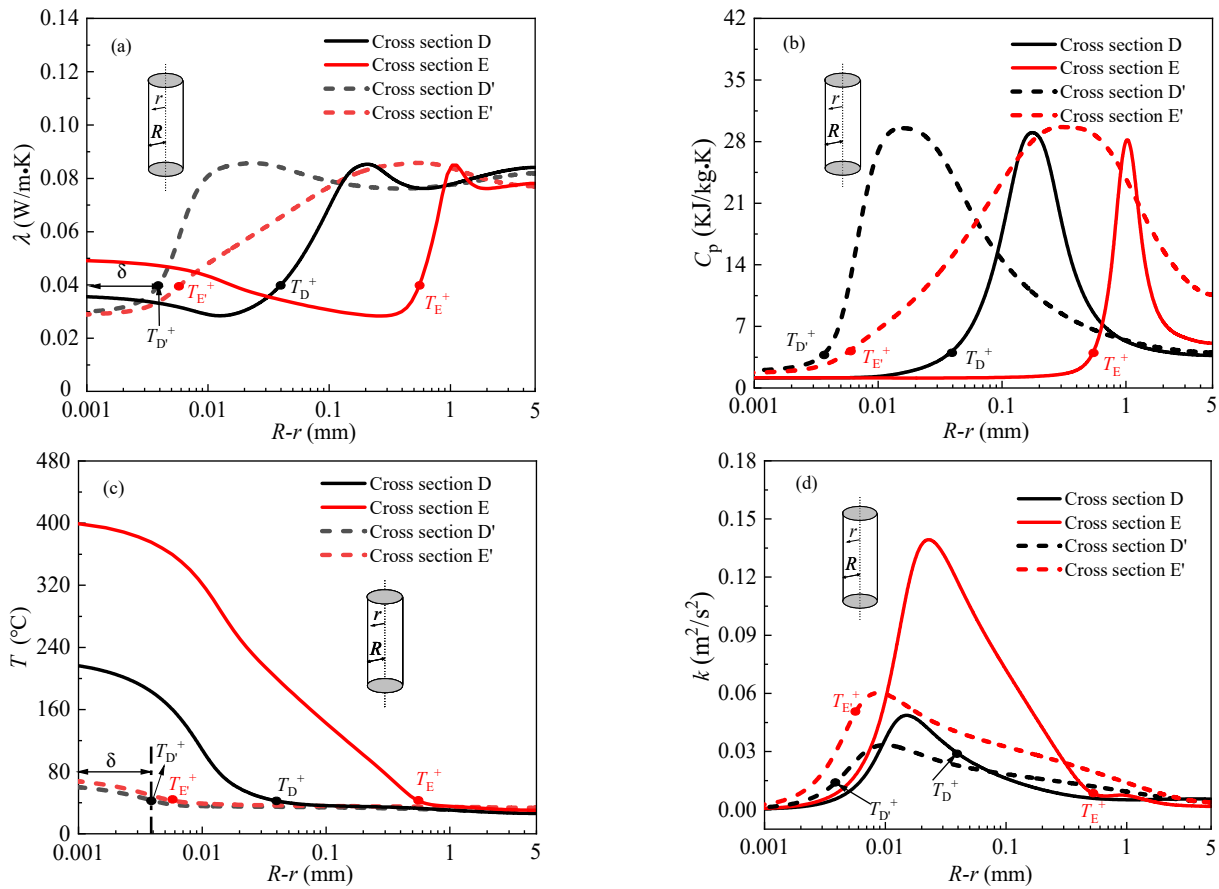 (a)
Cross section D
Cross section E
Cross section D'
Cross section E'
r
R
δ
T_E'^+
T_D^+
T_E^+
T_D'^+
λ (W/m•K)
0.14
0.12
0.10
0.08
0.06
0.04
0.02
0
0.001
0.01
0.1
1
5
R-r (mm)
(b)
Cross section D
Cross section E
Cross section D'
Cross section E'
r
R
T_D'^+
T_E'^+
T_D^+
T_E^+
C_p (KJ/kg•K)
42
35
28
21
14
7
0
0.001
0.01
0.1
1
5
R-r (mm)
(c)
Cross section D
Cross section E
Cross section D'
Cross section E'
r
R
δ
T_D'^+
T_E'^+
T_D^+
T_E^+
T (°C)
480
400
320
240
160
80
0
0.001
0.01
0.1
1
5
R-r (mm)
(d)
Cross section D
Cross section E
Cross section D'
Cross section E'
r
R
T_E'^+
T_D'^+
T_D^+
T_E^+
k (m²/s²)
0.18
0.15
0.12
0.09
0.06
0.03
0.00
0.001
0.01
0.1
1
5
R-r (mm)